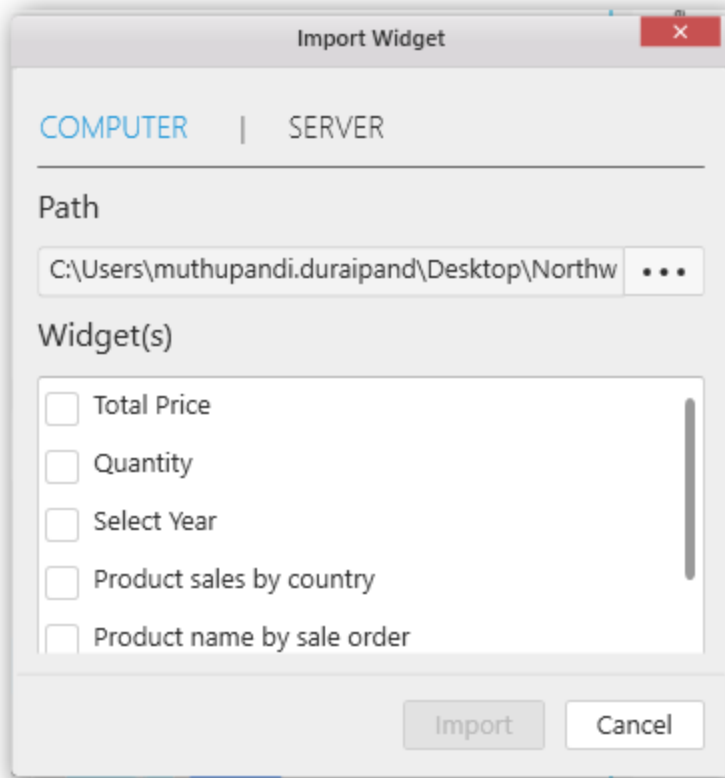 Import Widget
COMPUTER | SERVER
Path
C:\Users\muthupandi.duraipand\Desktop\Northw
Widget(s)
Total Price
Quantity
Select Year
Product sales by country
Product name by sale order
Import Cancel